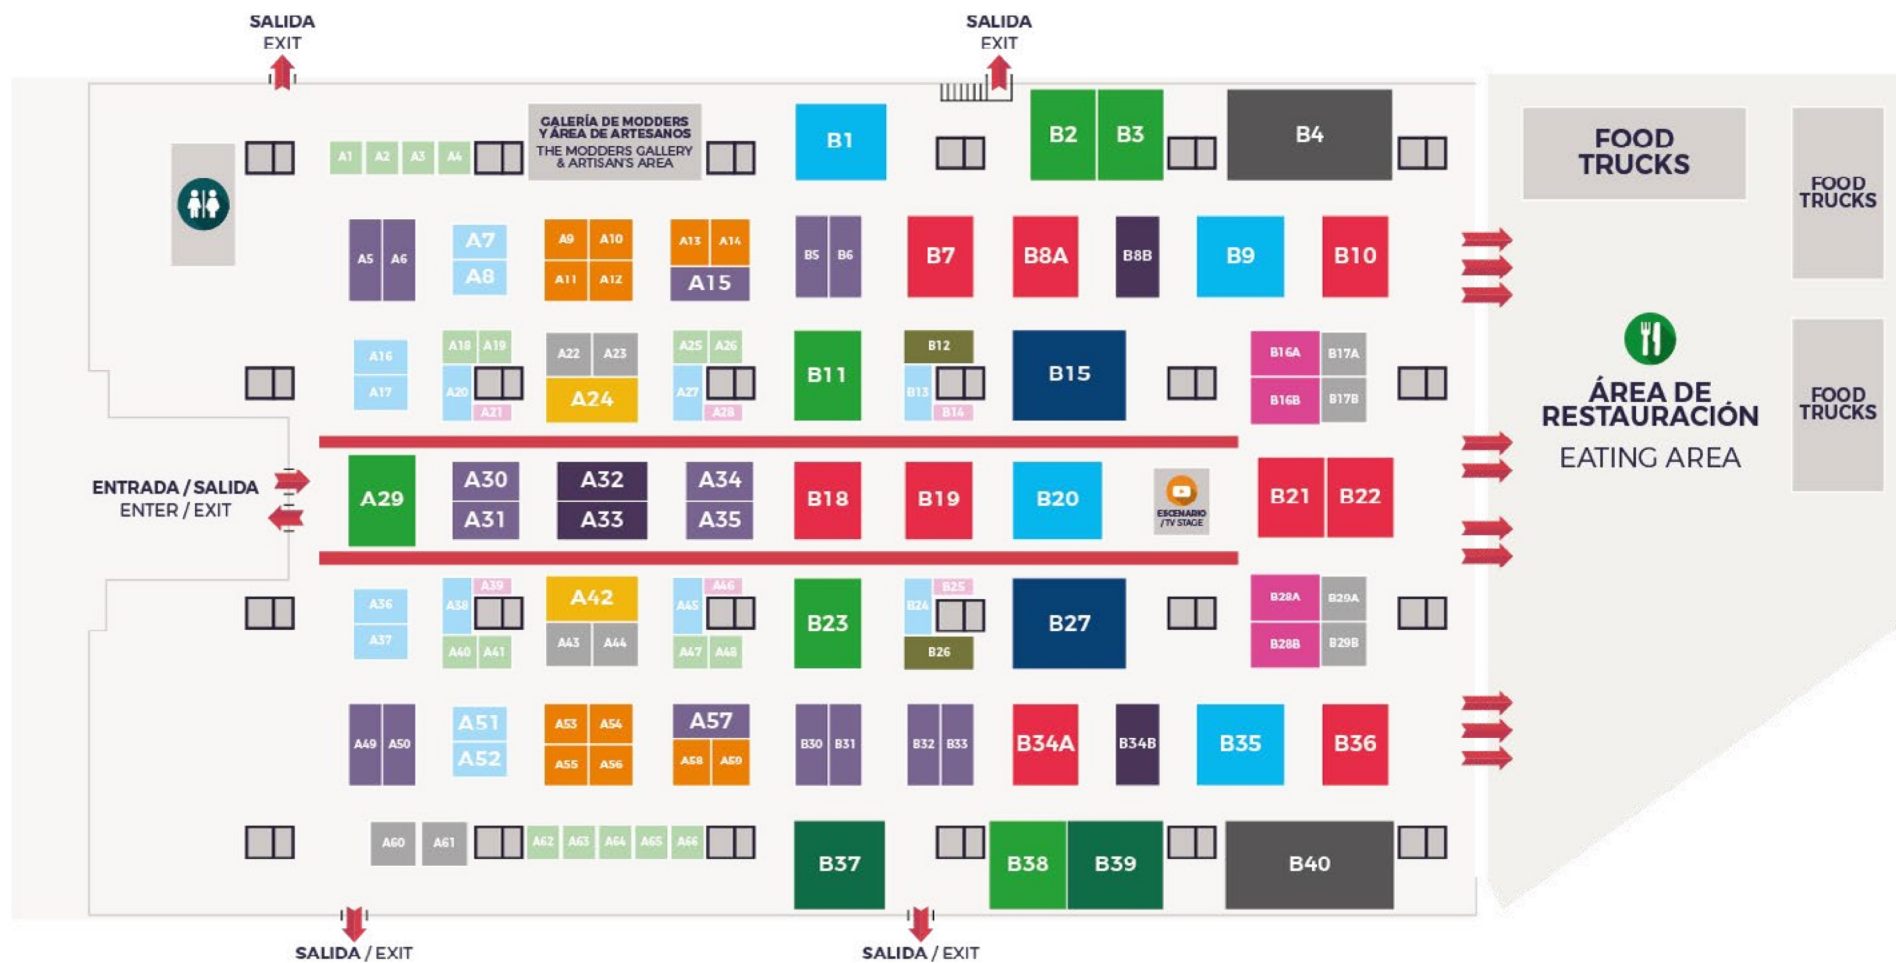 SALIDA
EXIT
SALIDA
EXIT
GALERÍA DE MODDERS
Y ÁREA DE ARTESANOS
THE MODDERS GALLERY
& ARTISAN'S AREA
A1 A2 A3 A4
B1
B2 B3
B4
FOOD
TRUCKS
FOOD
TRUCKS
A5 A6
A7
A8
A9 A10
A11 A12
A13 A14
A15
B5 B6
B7
B8A
B8B
B9
B10
A16
A17
A18 A19
A20
A21
A22 A23
A24
A25 A26
A27
A28
B11
B12
B13
B14
B15
B16A B17A
B16B B17B
ÁREA DE
RESTAURACIÓN
EATING AREA
FOOD
TRUCKS
ENTRADA / SALIDA
ENTER / EXIT
A29
A30
A31
A32
A33
A34
A35
B18
B19
B20
ESCENARIO
/TV STAGE
B21 B22
A36
A37
A38
A39
A40 A41
A42
A43 A44
A45
A46
A47 A48
B23
B24
B25
B26
B27
B28A B29A
B28B B29B
A49 A50
A51
A52
A53 A54
A55 A56
A57
A58 A59
B30 B31
B32 B33
B34A
B34B
B35
B36
A60 A61
A62 A63 A64 A65 A66
B37
B38 B39
B40
SALIDA / EXIT
SALIDA / EXIT